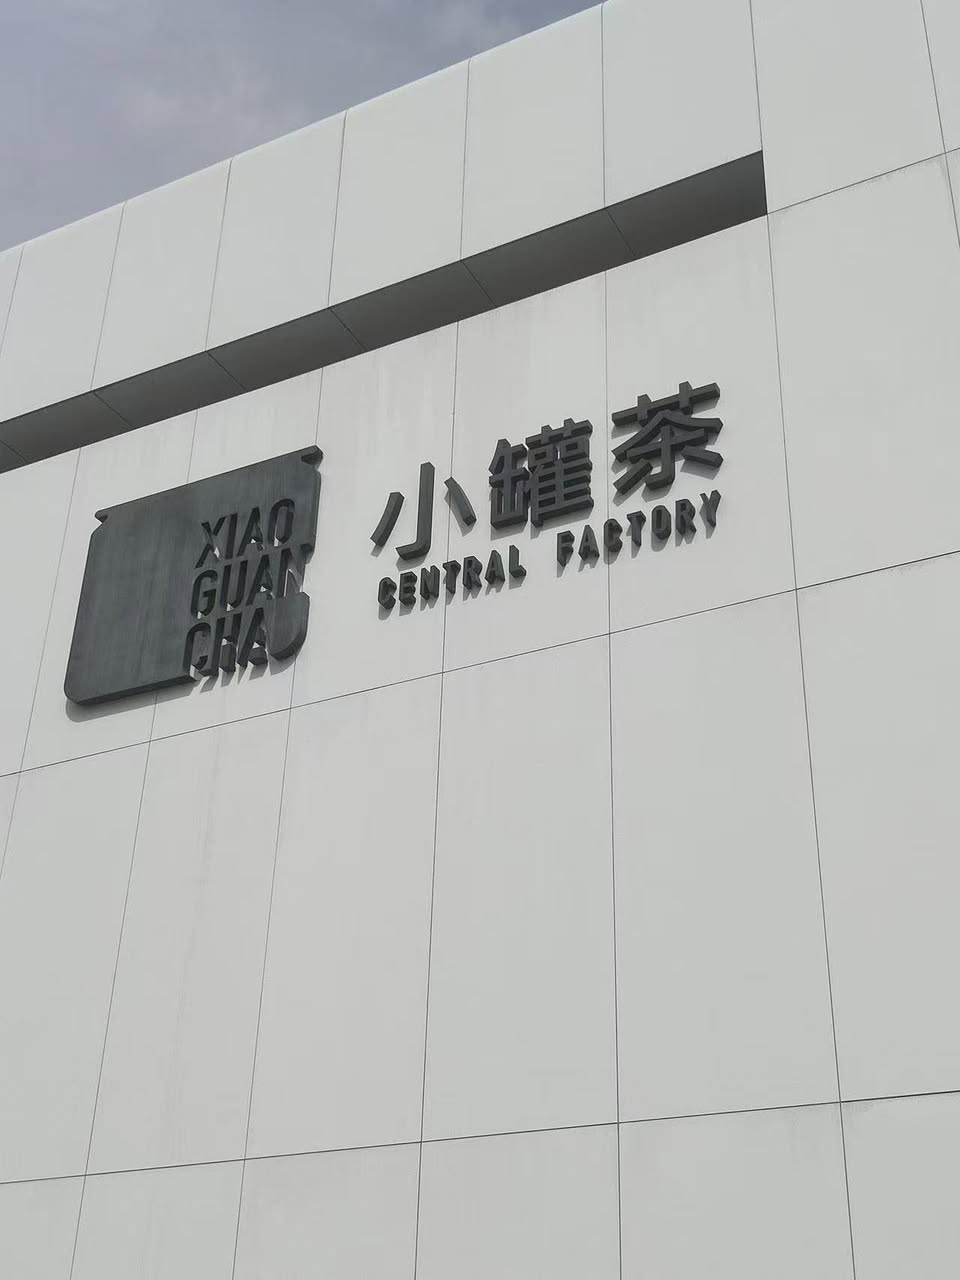 XIAO
GUAN
CHA
小罐茶
CENTRAL FACTORY